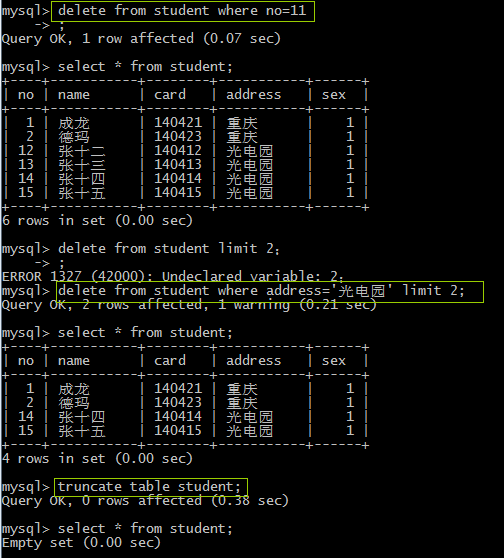 mysql> delete from student where no=11
    -> ;
Query OK, 1 row affected (0.07 sec)
mysql> select * from student;
+----+--------+--------+---------+------+
| no | name | card | address | sex |
+----+--------+--------+---------+------+
| 1 | 成龙 | 140421 | 重庆 | 1 |
| 2 | 德玛 | 140423 | 重庆 | 1 |
| 12 | 张十二 | 140412 | 光电园 | 1 |
| 13 | 张十三 | 140413 | 光电园 | 1 |
| 14 | 张十四 | 140414 | 光电园 | 1 |
| 15 | 张十五 | 140415 | 光电园 | 1 |
+----+--------+--------+---------+------+
6 rows in set (0.00 sec)
mysql> delete from student limit 2；
    -> ;
ERROR 1327 (42000): Undeclared variable: 2；
mysql> delete from student where address='光电园' limit 2;
Query OK, 2 rows affected, 1 warning (0.21 sec)
mysql> select * from student;
+----+--------+--------+---------+------+
| no | name | card | address | sex |
+----+--------+--------+---------+------+
| 1 | 成龙 | 140421 | 重庆 | 1 |
| 2 | 德玛 | 140423 | 重庆 | 1 |
| 14 | 张十四 | 140414 | 光电园 | 1 |
| 15 | 张十五 | 140415 | 光电园 | 1 |
+----+--------+--------+---------+------+
4 rows in set (0.00 sec)
mysql> truncate table student;
Query OK, 0 rows affected (0.38 sec)
mysql> select * from student;
Empty set (0.00 sec)